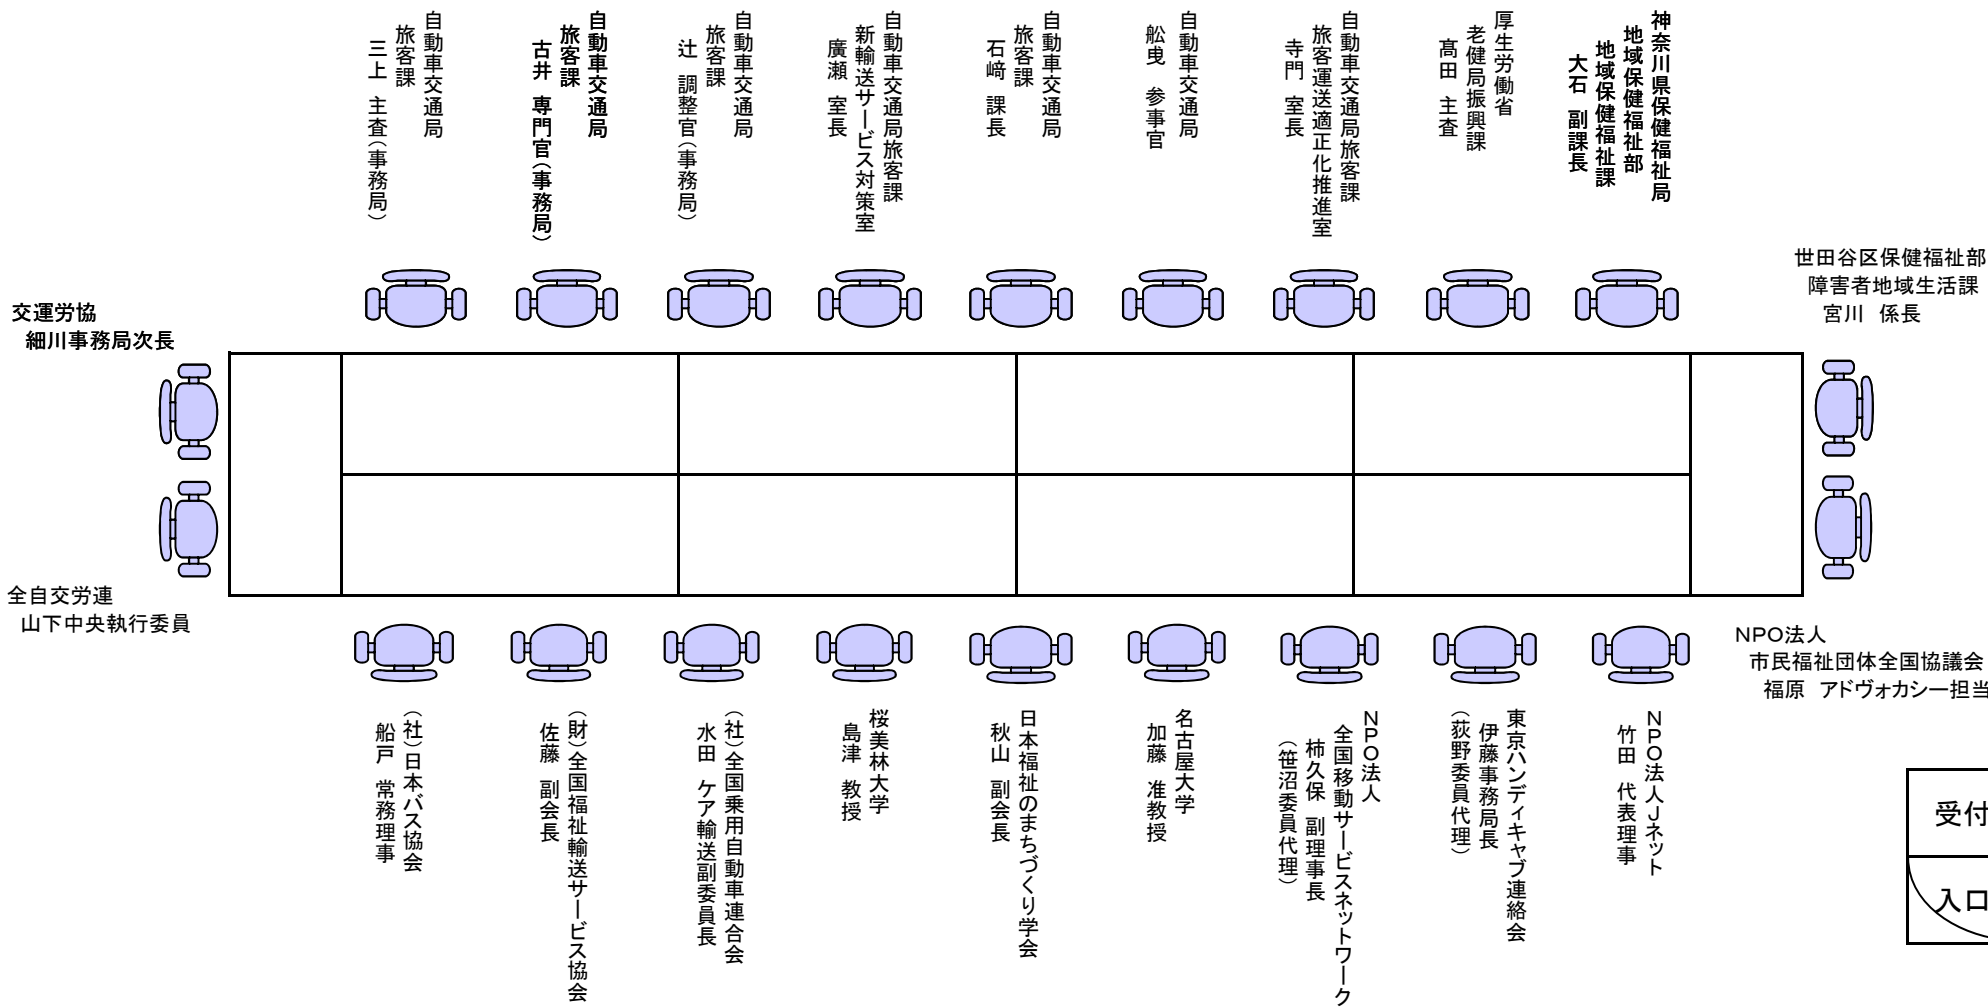 自動車交通局
旅客課
三上 主査（事務局）
自動車交通局
旅客課
古井 専門官（事務局）
自動車交通局
旅客課
辻 調整官（事務局）
自動車交通局旅客課
新輸送サービス対策室
廣瀬 室長
自動車交通局
旅客課
石﨑 課長
自動車交通局
舩曵 参事官
自動車交通局旅客課
旅客運送適正化推進室
寺門 室長
厚生労働省
老健局振興課
髙田 主査
神奈川県保健福祉局
地域保健福祉部
地域保健福祉課
大石 副課長
世田谷区保健福祉部
障害者地域生活課
宮川 係長
交運労協
細川事務局次長
全自交労連
山下中央執行委員
（社）日本バス協会
船戸 常務理事
（財）全国福祉輸送サービス協会
佐藤 副会長
（社）全国乗用自動車連合会
水田 ケア輸送副委員長
桜美林大学
島津 教授
日本福祉のまちづくり学会
秋山 副会長
名古屋大学
加藤 准教授
ＮＰＯ法人
全国移動サービスネットワーク
柿久保 副理事長
（笹沼委員代理）
東京ハンディキャブ連絡会
伊藤事務局長
（荻野委員代理）
ＮＰＯ法人Ｊネット
竹田 代表理事
NPO法人
市民福祉団体全国協議会
福原 アドヴォカシー担当
受付
入口